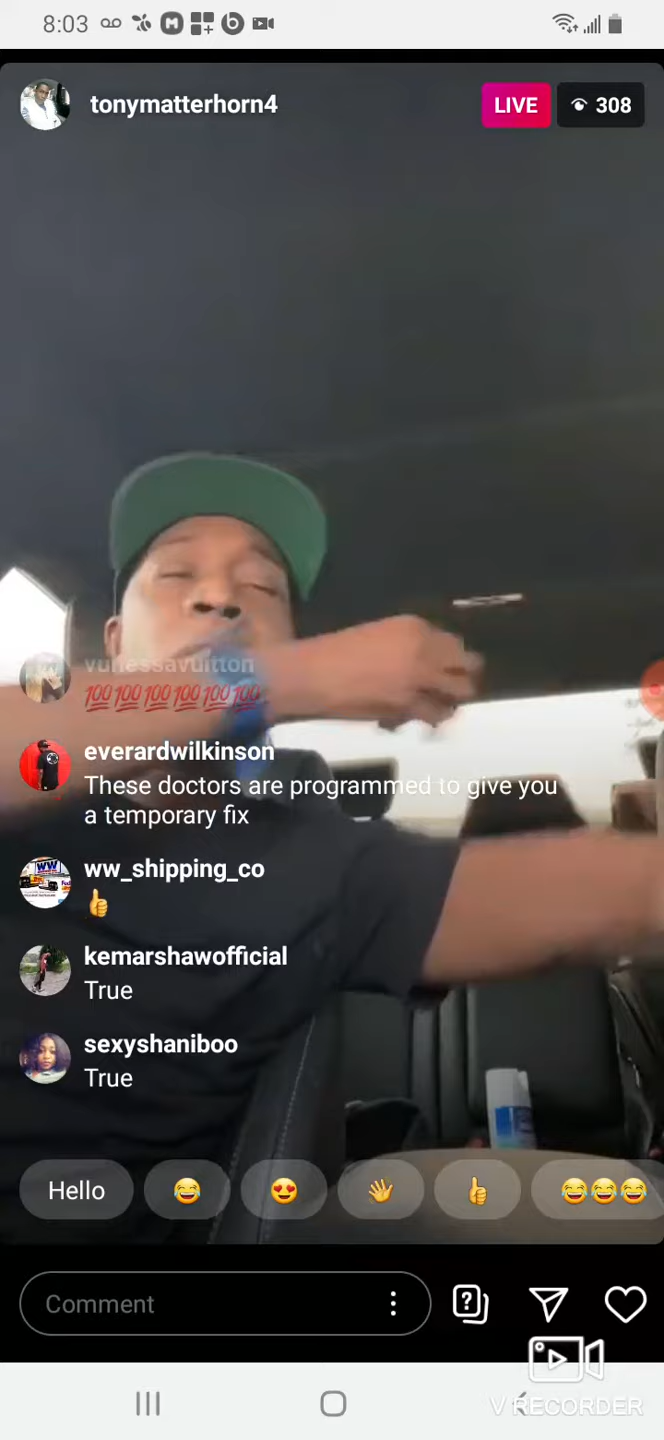 8:03
tonymatterhorn4
LIVE
308
vunessavuitton
💯💯💯💯💯💯
everardwilkinson
These doctors are programmed to give you
a temporary fix
ww_shipping_co
👍
kemarshawofficial
True
sexyshaniboo
True
Hello 😂 😍 👋 👍 😂😂😂
Comment
V RECORDER